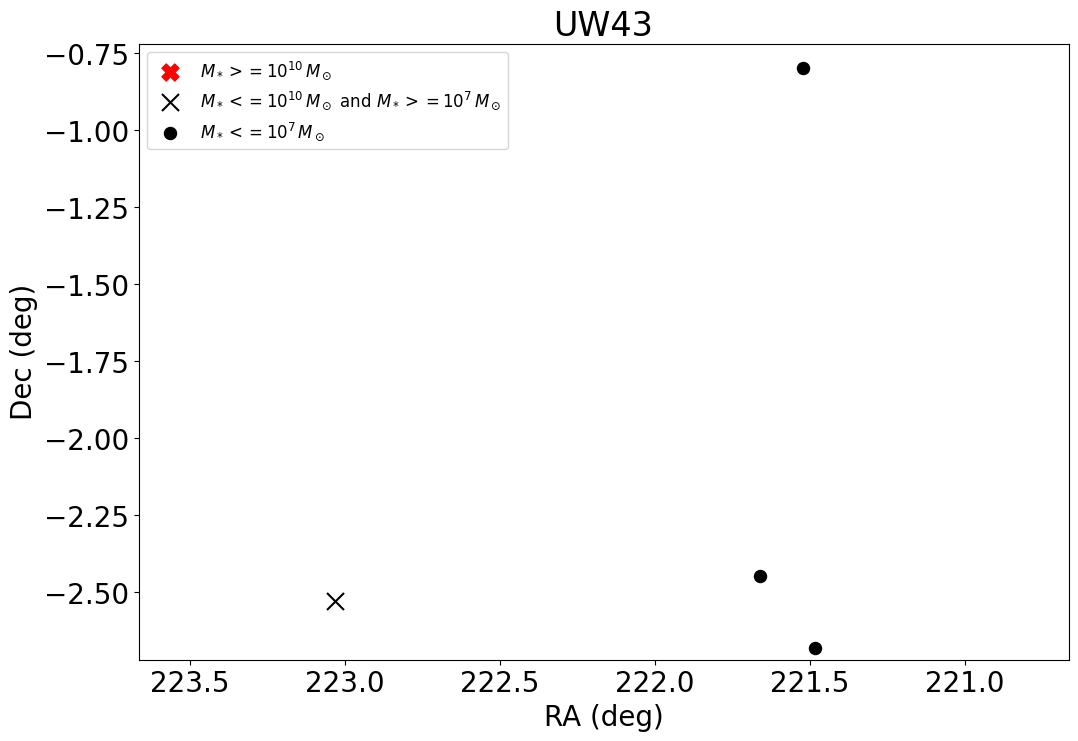 UW43
M* >= 10^10 M⊙
M* <= 10^10 M⊙ and M* >= 10^7 M⊙
M* <= 10^7 M⊙
−0.75
−1.00
−1.25
−1.50
−1.75
−2.00
−2.25
−2.50
Dec (deg)
223.5 223.0 222.5 222.0 221.5 221.0
RA (deg)